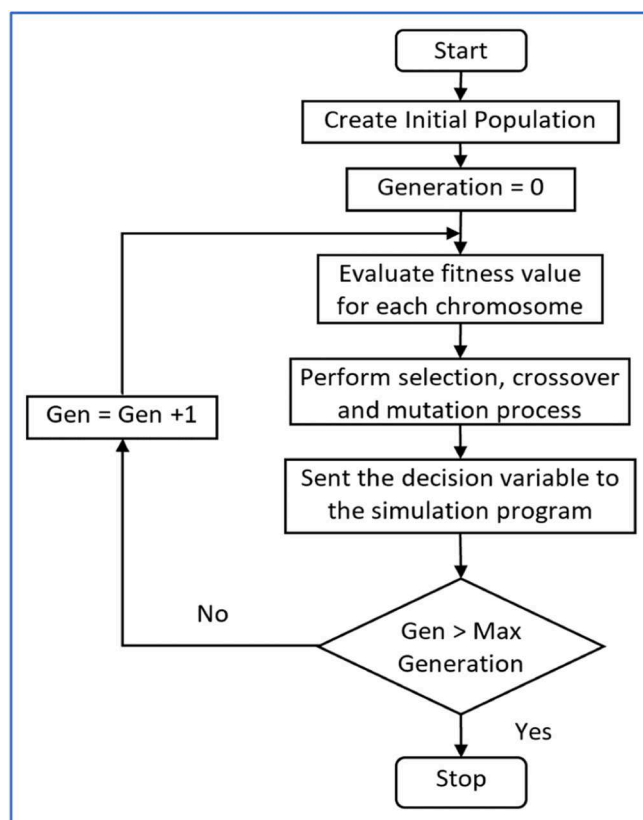 Start
Create Initial Population
Generation = 0
Evaluate fitness value
for each chromosome
Perform selection, crossover
and mutation process
Gen = Gen +1
Sent the decision variable to
the simulation program
No
Gen > Max
Generation
Yes
Stop